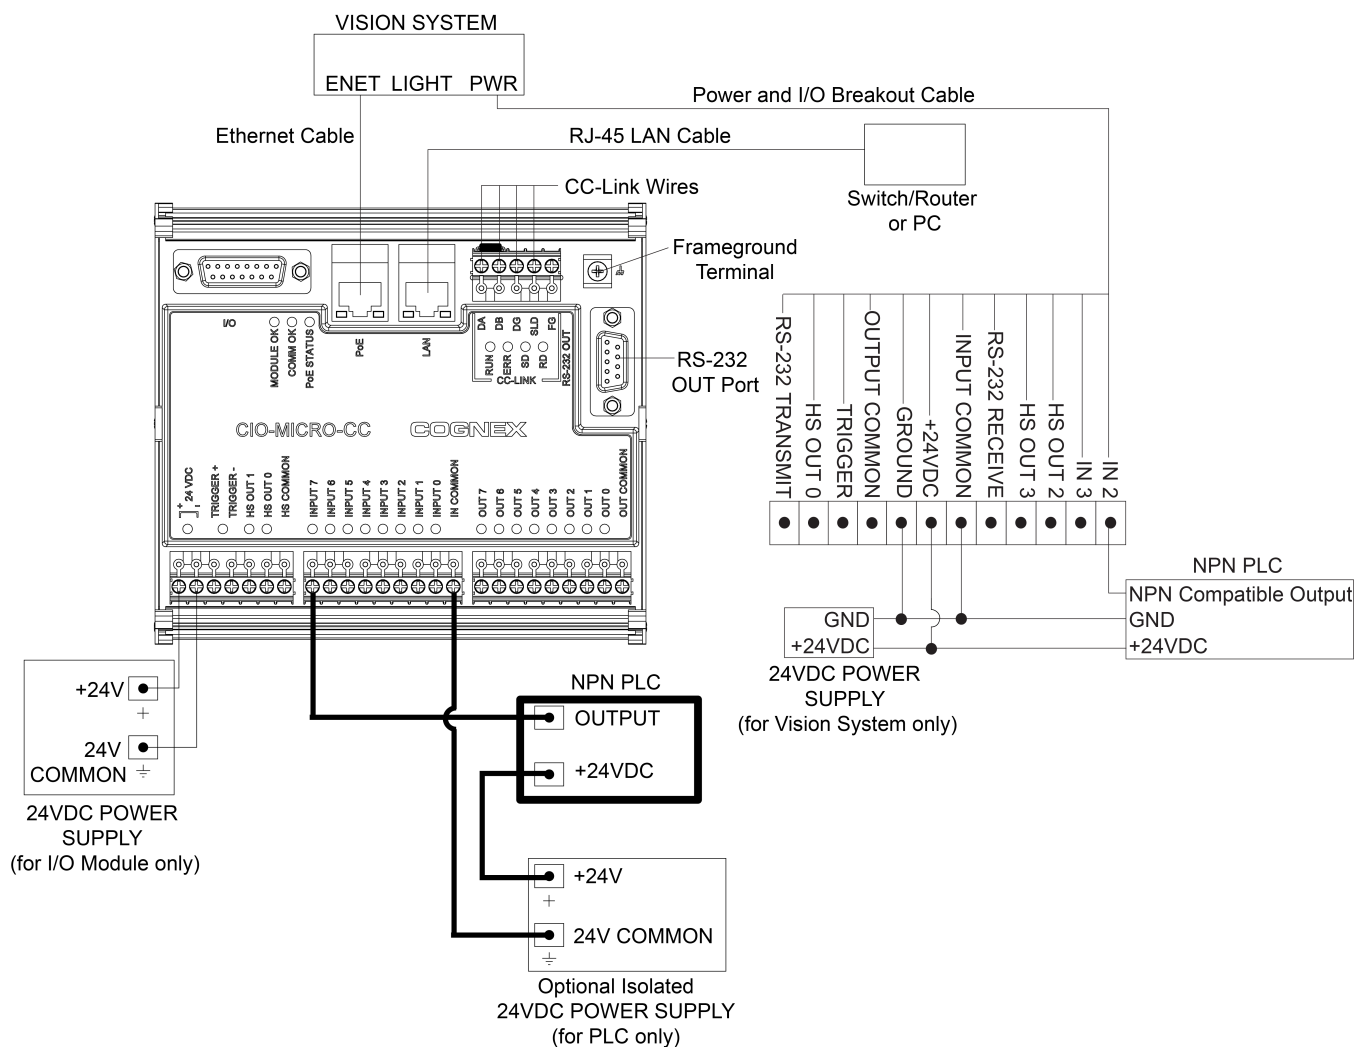 VISION SYSTEM
ENET LIGHT PWR
Power and I/O Breakout Cable
Ethernet Cable
RJ-45 LAN Cable
CC-Link Wires
Switch/Router
or PC
Frameground
Terminal
I/O
MODULE OK
COMM OK
PoE STATUS
PoE
LAN
DA
DB
DG
SLD
FG
RUN
ERR
SD
RD
CC-LINK
RS-232 OUT
RS-232
OUT Port
CIO-MICRO-CC
COGNEX
+
-
24 VDC
TRIGGER +
TRIGGER -
HS OUT 1
HS OUT 0
HS COMMON
INPUT 7
INPUT 6
INPUT 5
INPUT 4
INPUT 3
INPUT 2
INPUT 1
INPUT 0
IN COMMON
OUT 7
OUT 6
OUT 5
OUT 4
OUT 3
OUT 2
OUT 1
OUT 0
OUT COMMON
RS-232 TRANSMIT
HS OUT 0
TRIGGER
OUTPUT COMMON
GROUND
+24VDC
INPUT COMMON
RS-232 RECEIVE
HS OUT 3
HS OUT 2
IN 3
IN 2
NPN PLC
NPN Compatible Output
GND
+24VDC
GND
+24VDC
24VDC POWER
SUPPLY
(for Vision System only)
+24V
+
24V
COMMON
24VDC POWER
SUPPLY
(for I/O Module only)
NPN PLC
OUTPUT
+24VDC
+24V
+
24V COMMON
Optional Isolated
24VDC POWER SUPPLY
(for PLC only)